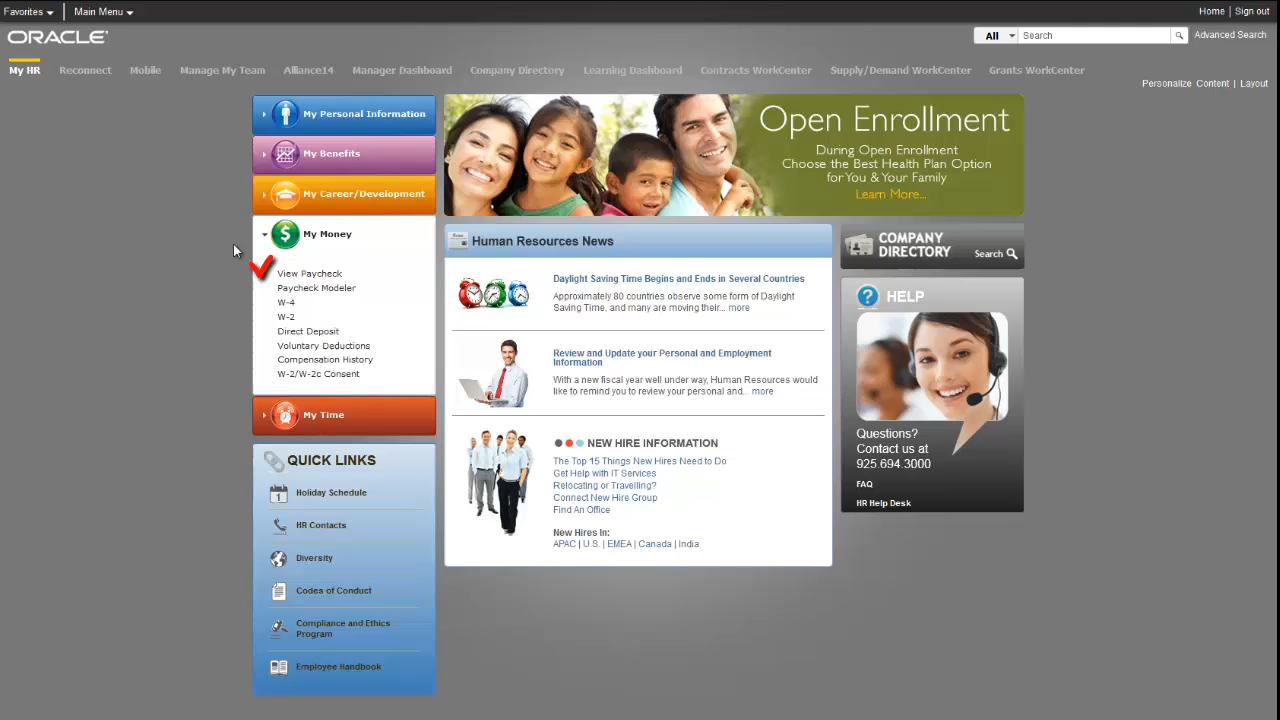 Favorites
Main Menu
Home
Sign out
ORACLE
All
Search
Advanced Search
My HR
Reconnect
Mobile
Manage My Team
Alliance14
Manager Dashboard
Company Directory
Learning Dashboard
Contracts WorkCenter
Supply/Demand WorkCenter
Grants WorkCenter
Personalize Content | Layout
My Personal Information
My Benefits
My Career/Development
$ My Money
View Paycheck
Paycheck Modeler
W-4
W-2
Direct Deposit
Voluntary Deductions
Compensation History
W-2/W-2c Consent
My Time
QUICK LINKS
1 Holiday Schedule
HR Contacts
Diversity
Codes of Conduct
Compliance and Ethics
Program
Employee Handbook
Open Enrollment
During Open Enrollment
Choose the Best Health Plan Option
for You & Your Family
Learn More...
Human Resources News
Daylight Saving Time Begins and Ends in Several Countries
Approximately 80 countries observe some form of Daylight
Saving Time, and many are moving their... more
Review and Update your Personal and Employment
Information
With a new fiscal year well under way, Human Resources would
like to remind you to review your personal and... more
NEW HIRE INFORMATION
The Top 15 Things New Hires Need to Do
Get Help with IT Services
Relocating or Travelling?
Connect New Hire Group
Find An Office
New Hires In:
APAC | U.S. | EMEA | Canada | India
COMPANY
DIRECTORY
Search
? HELP
Questions?
Contact us at
925.694.3000
FAQ
HR Help Desk